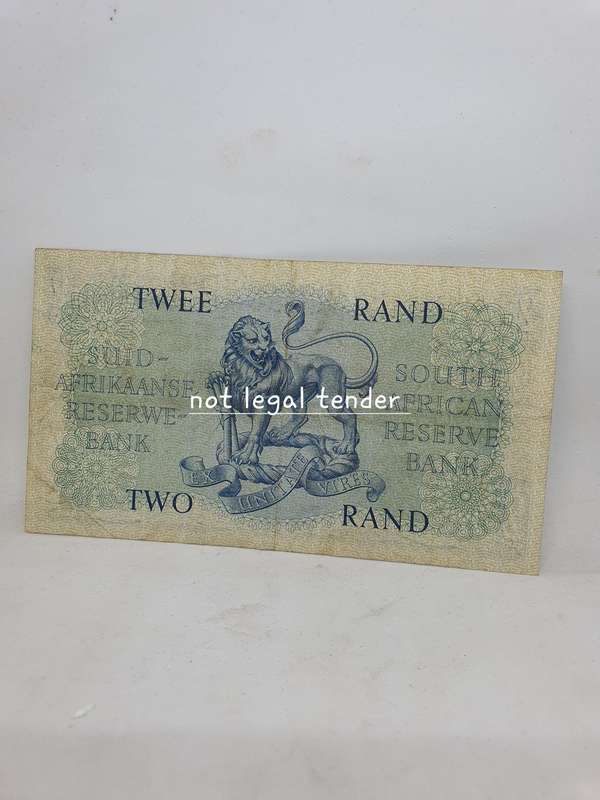 TWEE RAND
SUID-
AFRIKAANSE
RESERWE-
BANK
SOUTH
AFRICAN
RESERVE
BANK
not legal tender
EX UNITATE VIRES
TWO RAND